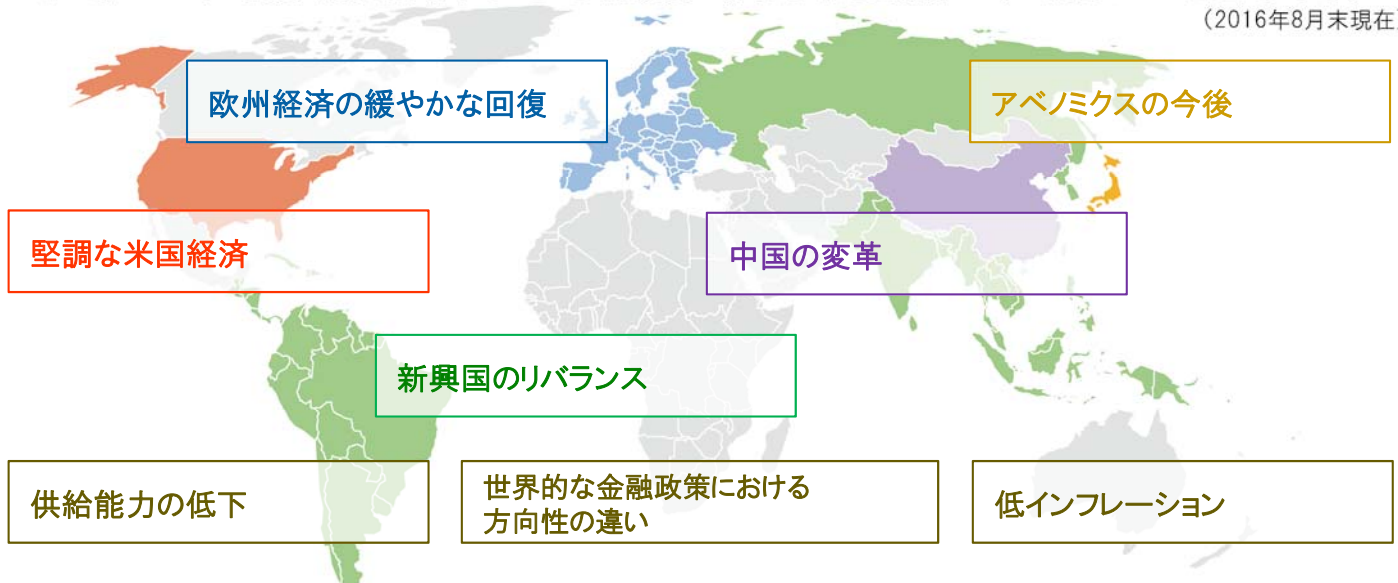 (2016年8月末現在)
欧州経済の緩やかな回復
アベノミクスの今後
堅調な米国経済
中国の変革
新興国のリバランス
供給能力の低下
世界的な金融政策における
方向性の違い
低インフレーション